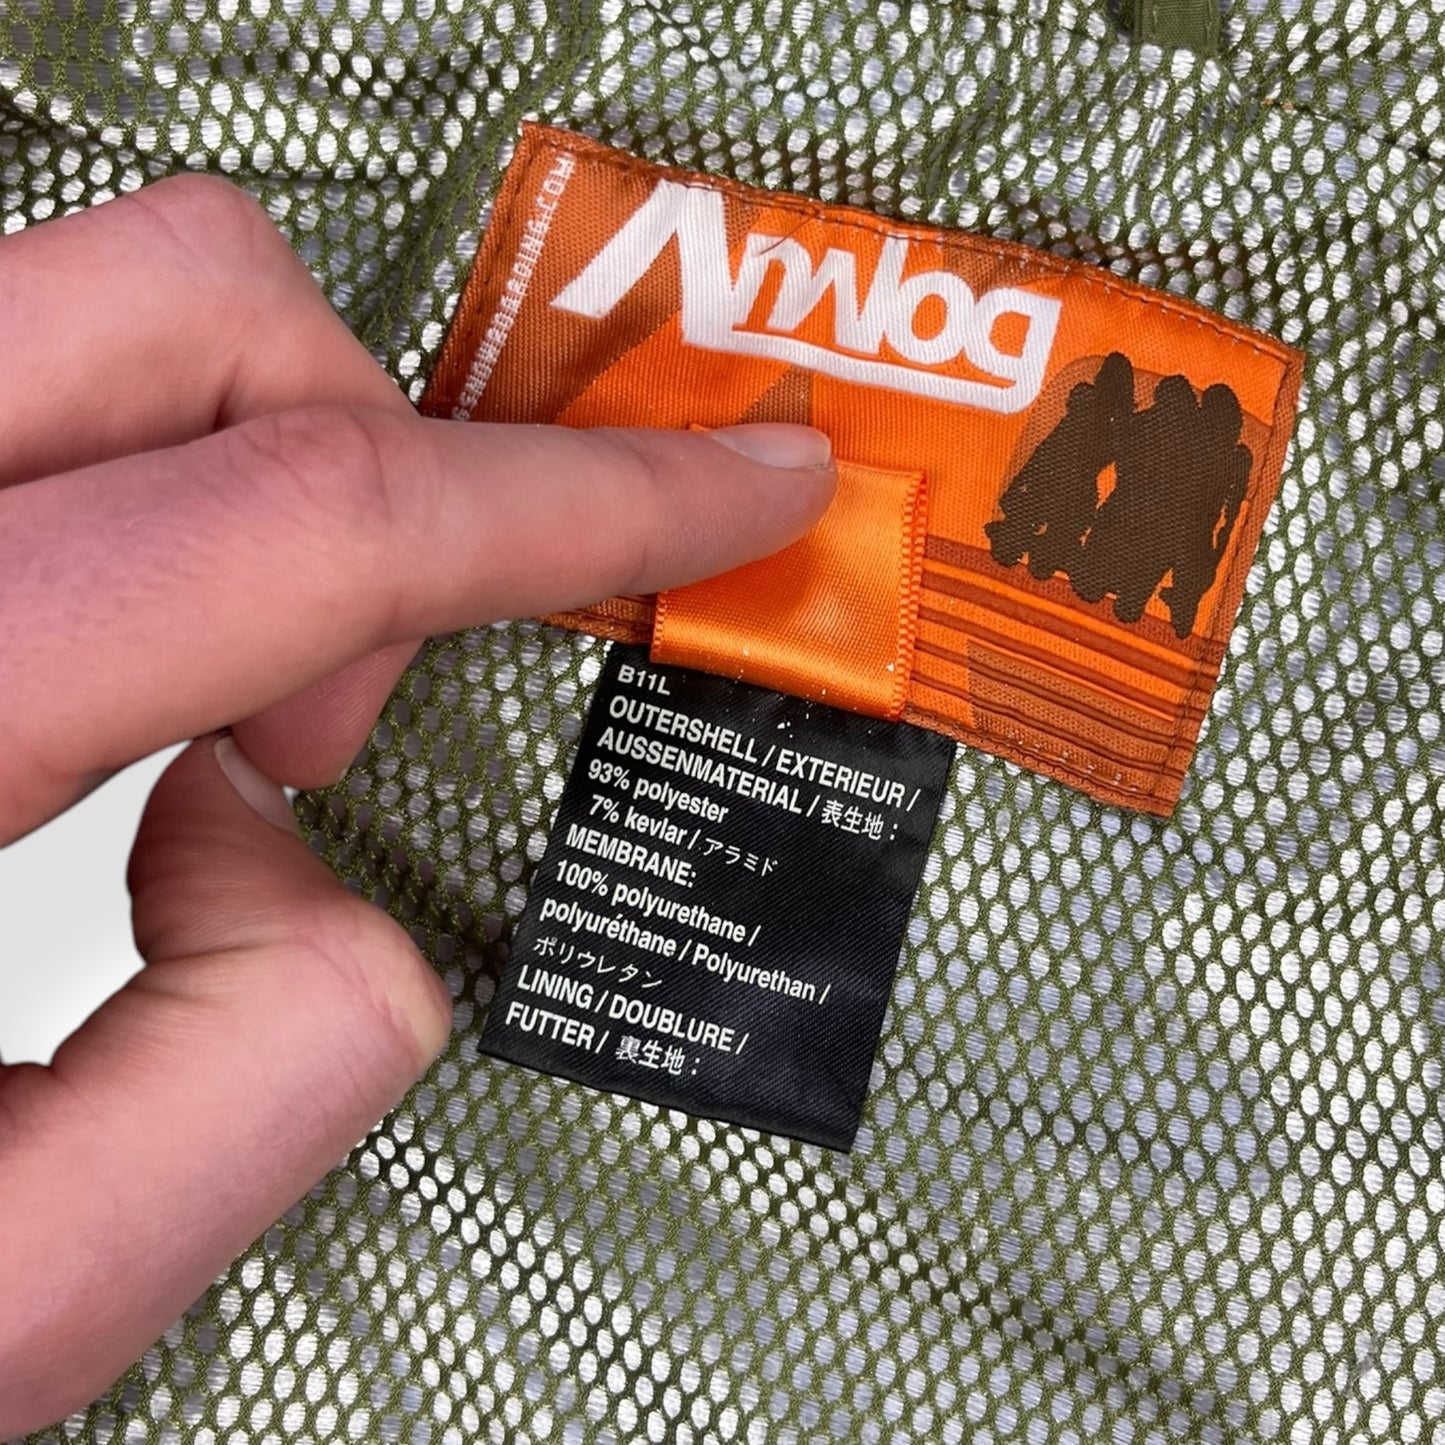 Analog
B11L
OUTERSHELL / EXTERIEUR /
AUSSENMATERIAL / 表生地 :
93% polyester
7% kevlar / アラミド
MEMBRANE:
100% polyurethane /
polyuréthane / Polyurethan /
ポリウレタン
LINING / DOUBLURE /
FUTTER / 裏生地 :